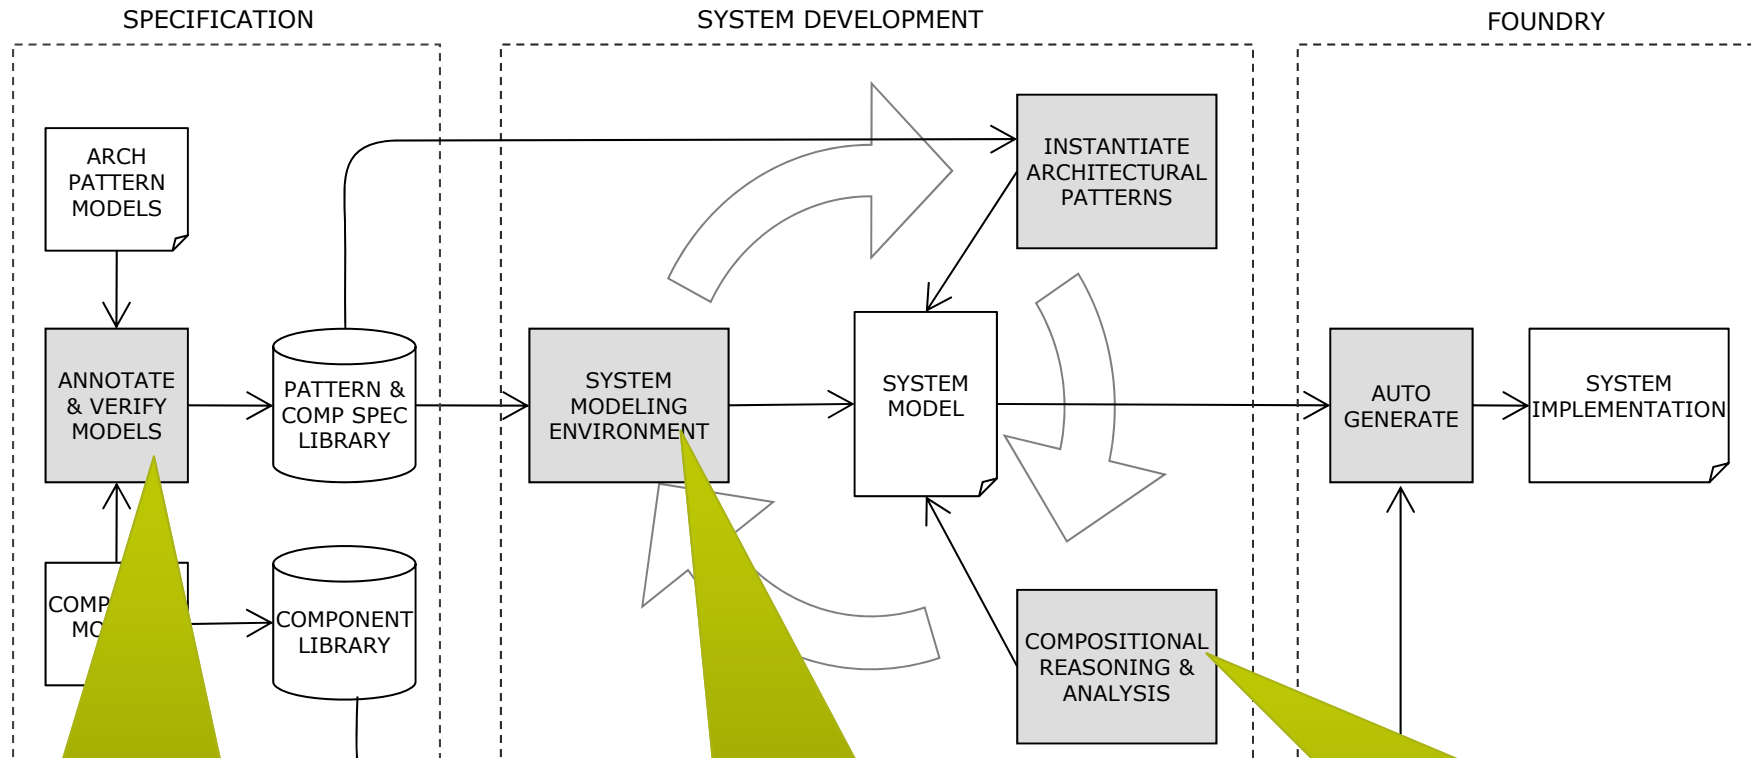 SPECIFICATION
SYSTEM DEVELOPMENT
FOUNDRY
ARCH
PATTERN
MODELS
INSTANTIATE
ARCHITECTURAL
PATTERNS
ANNOTATE
& VERIFY
MODELS
PATTERN &
COMP SPEC
LIBRARY
SYSTEM
MODELING
ENVIRONMENT
SYSTEM
MODEL
AUTO
GENERATE
SYSTEM
IMPLEMENTATION
COMPONENT
LIBRARY
COMPOSITIONAL
REASONING &
ANALYSIS